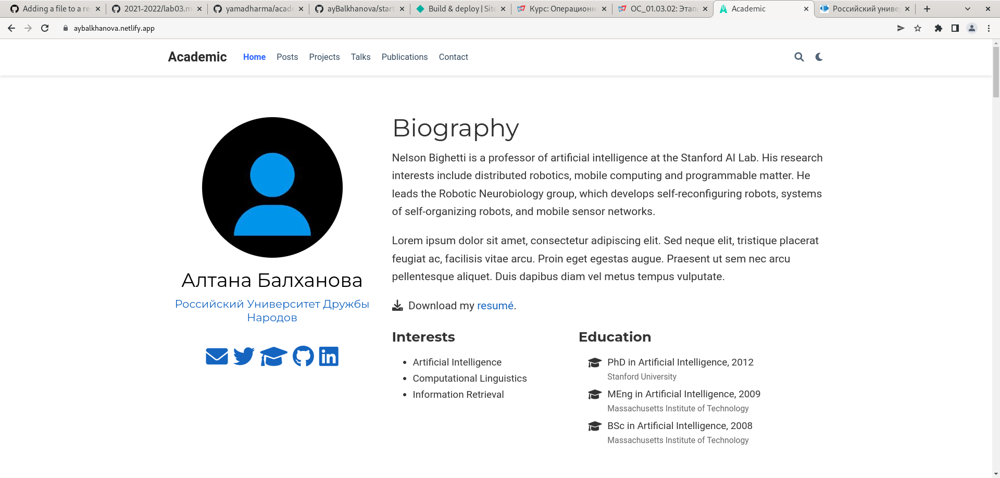 Adding a file to a re
2021-2022/lab03.m
yamadharma/acade
ayBalkhanova/start
Build & deploy | Site
Курс: Операционн
ОС_01.03.02: Этап
Academic
Российский униве
aybalkhanova.netlify.app
Academic
Home
Posts
Projects
Talks
Publications
Contact
Biography
Nelson Bighetti is a professor of artificial intelligence at the Stanford AI Lab. His research
interests include distributed robotics, mobile computing and programmable matter. He
leads the Robotic Neurobiology group, which develops self-reconfiguring robots, systems
of self-organizing robots, and mobile sensor networks.
Lorem ipsum dolor sit amet, consectetur adipiscing elit. Sed neque elit, tristique placerat
feugiat ac, facilisis vitae arcu. Proin eget egestas augue. Praesent ut sem nec arcu
pellentesque aliquet. Duis dapibus diam vel metus tempus vulputate.
Download my resumé.
Алтана Балханова
Российский Университет Дружбы
Народов
in
Interests
Artificial Intelligence
Computational Linguistics
Information Retrieval
Education
PhD in Artificial Intelligence, 2012
Stanford University
MEng in Artificial Intelligence, 2009
Massachusetts Institute of Technology
BSc in Artificial Intelligence, 2008
Massachusetts Institute of Technology